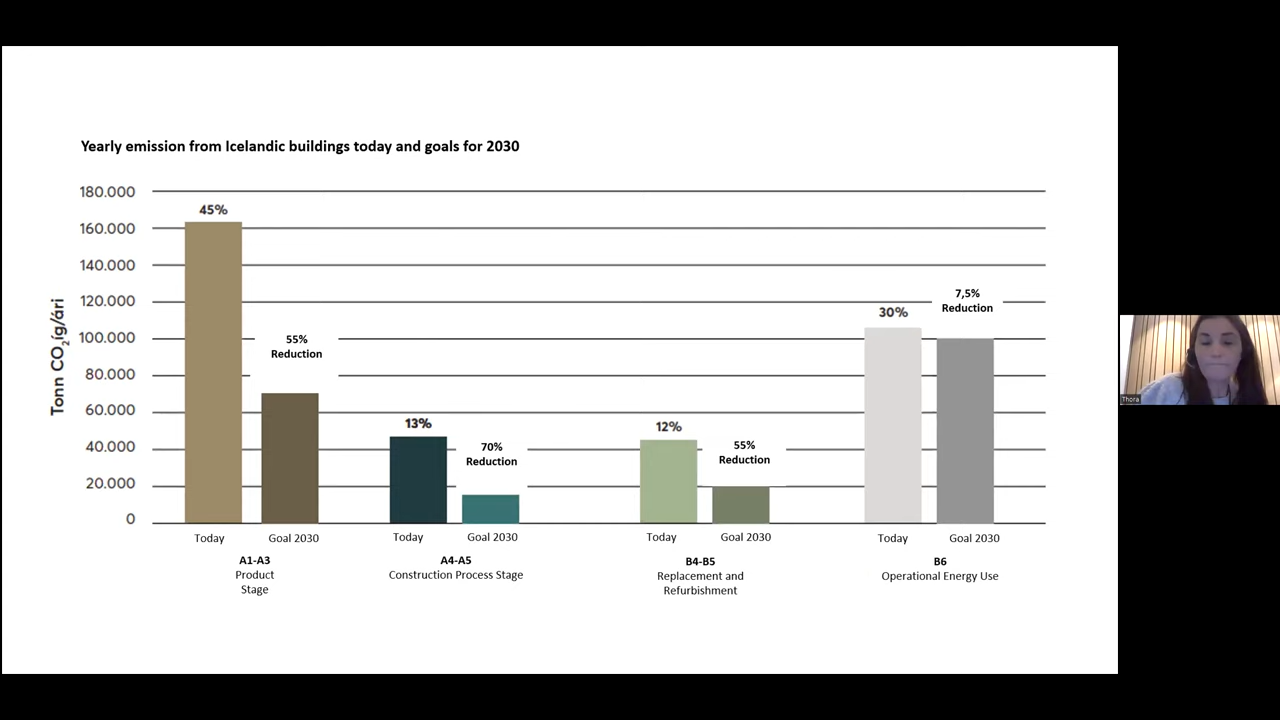 Yearly emission from Icelandic buildings today and goals for 2030
Tonn CO2íg/ári
180.000
160.000
140.000
120.000
100.000
80.000
60.000
40.000
20.000
0
45%
55%
Reduction
13%
70%
Reduction
12%
55%
Reduction
30%
7,5%
Reduction
Today
Goal 2030
Today
Goal 2030
Today
Goal 2030
Today
Goal 2030
A1-A3
Product
Stage
A4-A5
Construction Process Stage
B4-B5
Replacement and
Refurbishment
B6
Operational Energy Use
Thora